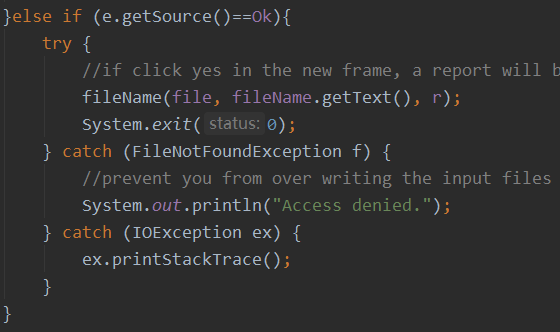 }else if (e.getSource()==Ok){
try {
//if click yes in the new frame, a report will b
fileName(file, fileName.getText(), r);
System.exit( status: 0);
} catch (FileNotFoundException f) {
//prevent you from over writing the input files
System.out.println("Access denied.");
} catch (IOException ex) {
ex.printStackTrace();
}
}